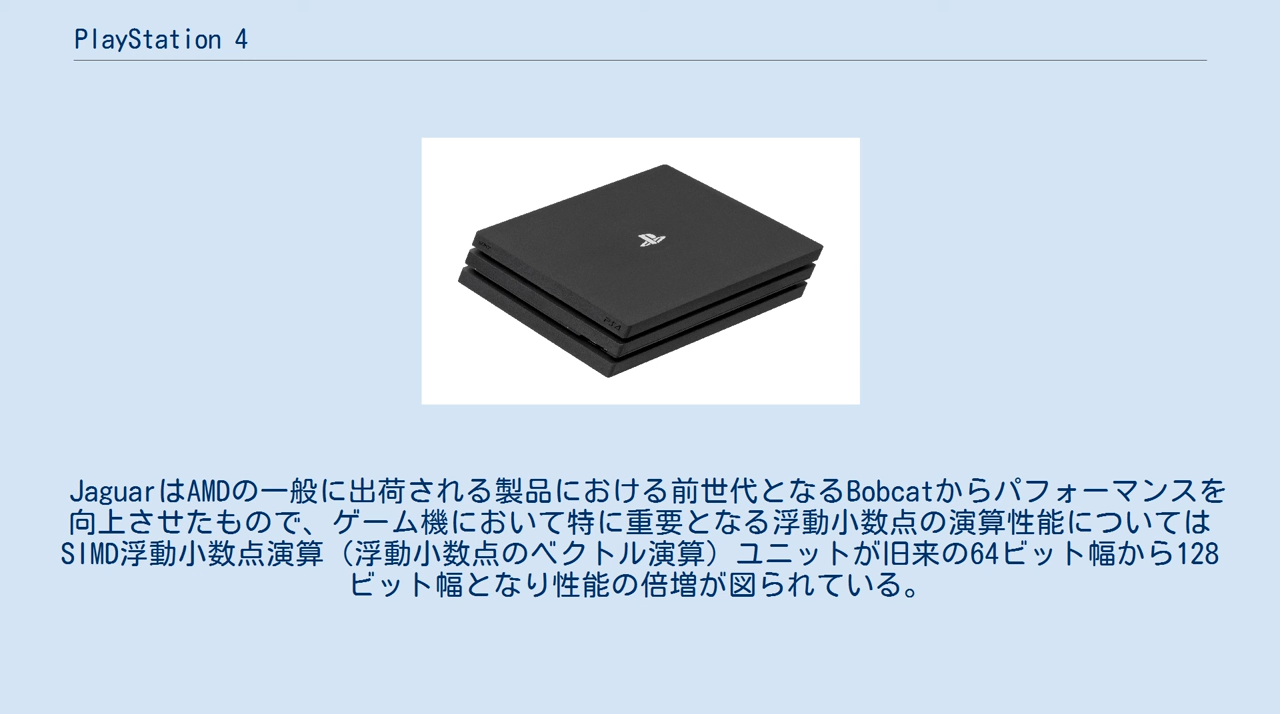 PlayStation 4
PS4
JaguarはAMDの一般に出荷される製品における前世代となるBobcatからパフォーマンスを
向上させたもので、ゲーム機において特に重要となる浮動小数点の演算性能については
SIMD浮動小数点演算（浮動小数点のベクトル演算）ユニットが旧来の64ビット幅から128
ビット幅となり性能の倍増が図られている。